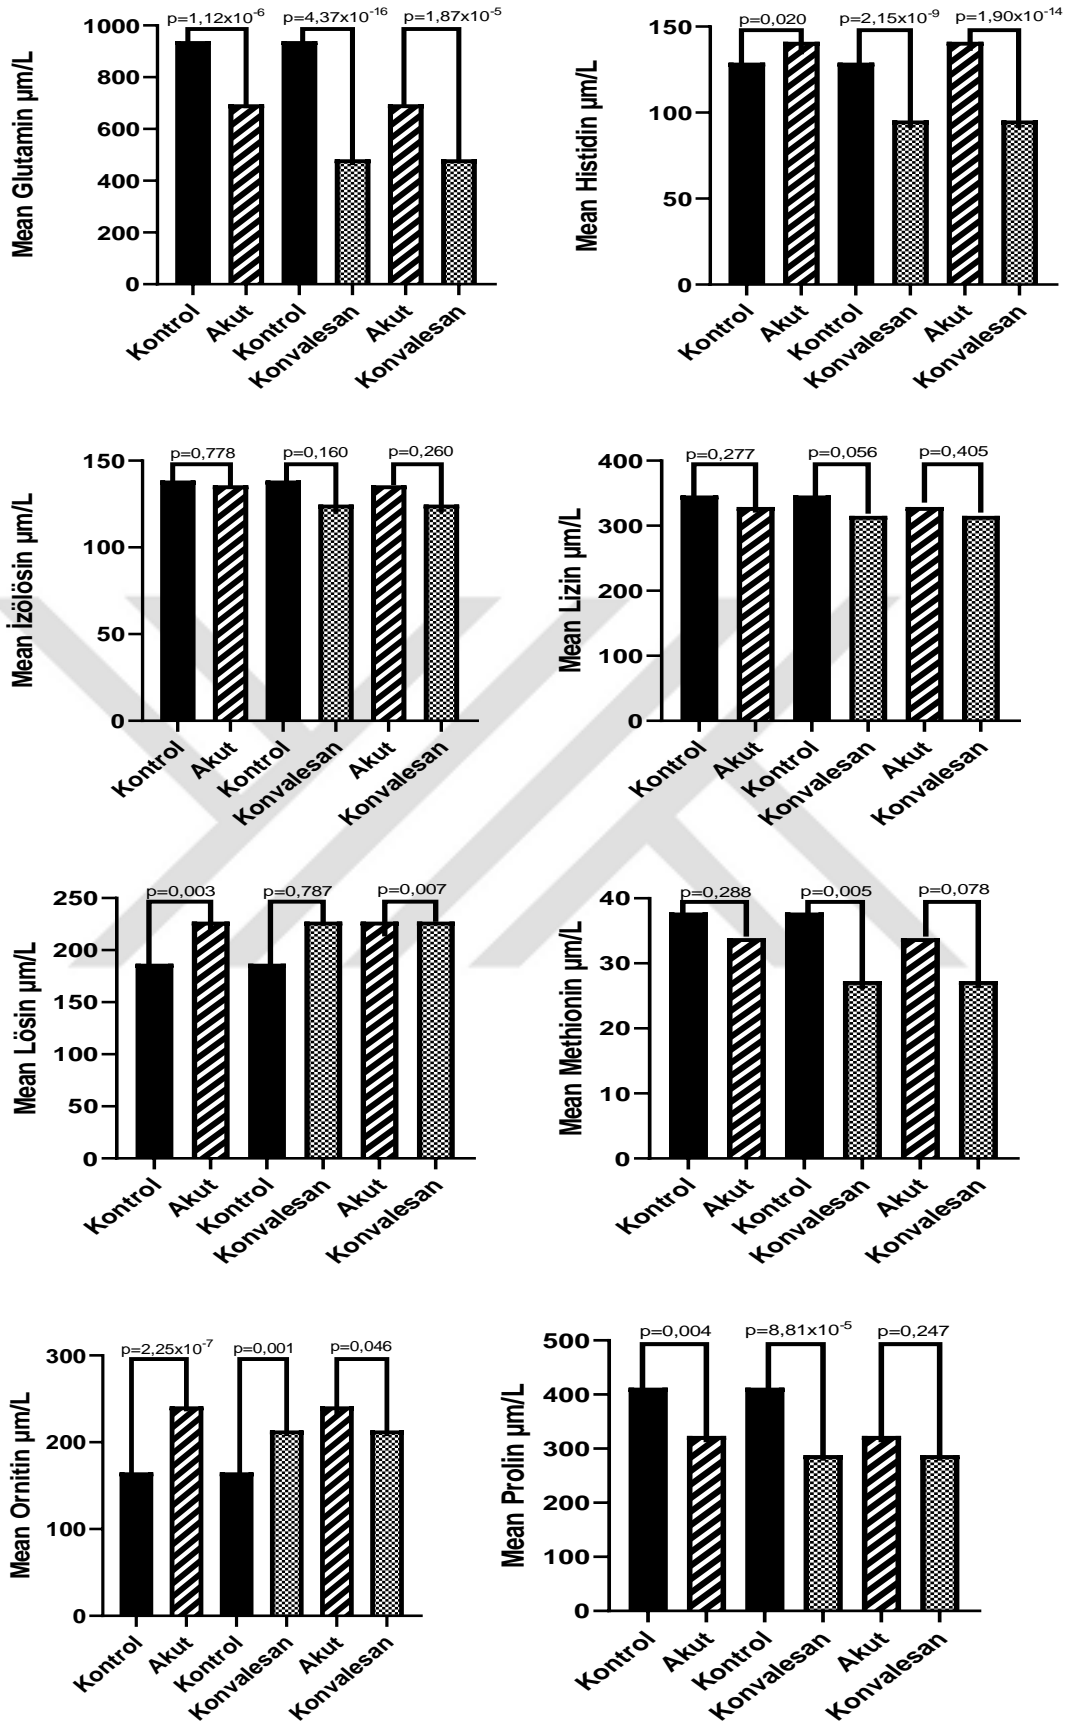 p=1,12x10-6 p=4,37x10-16 p=1,87x10-5
Mean Glutamin µm/L
1000
800
600
400
200
0
Kontrol Akut Kontrol Konvalesan Akut Konvalesan
p=0,020 p=2,15x10-9 p=1,90x10-14
Mean Histidin µm/L
150
100
50
0
Kontrol Akut Kontrol Konvalesan Akut Konvalesan
p=0,778 p=0,160 p=0,260
Mean İzölösin µm/L
150
100
50
0
Kontrol Akut Kontrol Konvalesan Akut Konvalesan
p=0,277 p=0,056 p=0,405
Mean Lizin µm/L
400
300
200
100
0
Kontrol Akut Kontrol Konvalesan Akut Konvalesan
p=0,003 p=0,787 p=0,007
Mean Lösin µm/L
250
200
150
100
50
0
Kontrol Akut Kontrol Konvalesan Akut Konvalesan
p=0,288 p=0,005 p=0,078
Mean Methionin µm/L
40
30
20
10
0
Kontrol Akut Kontrol Konvalesan Akut Konvalesan
p=2,25x10-7 p=0,001 p=0,046
Mean Ornitin µm/L
300
200
100
0
Kontrol Akut Kontrol Konvalesan Akut Konvalesan
p=0,004 p=8,81x10-5 p=0,247
Mean Prolin µm/L
500
400
300
200
100
0
Kontrol Akut Kontrol Konvalesan Akut Konvalesan